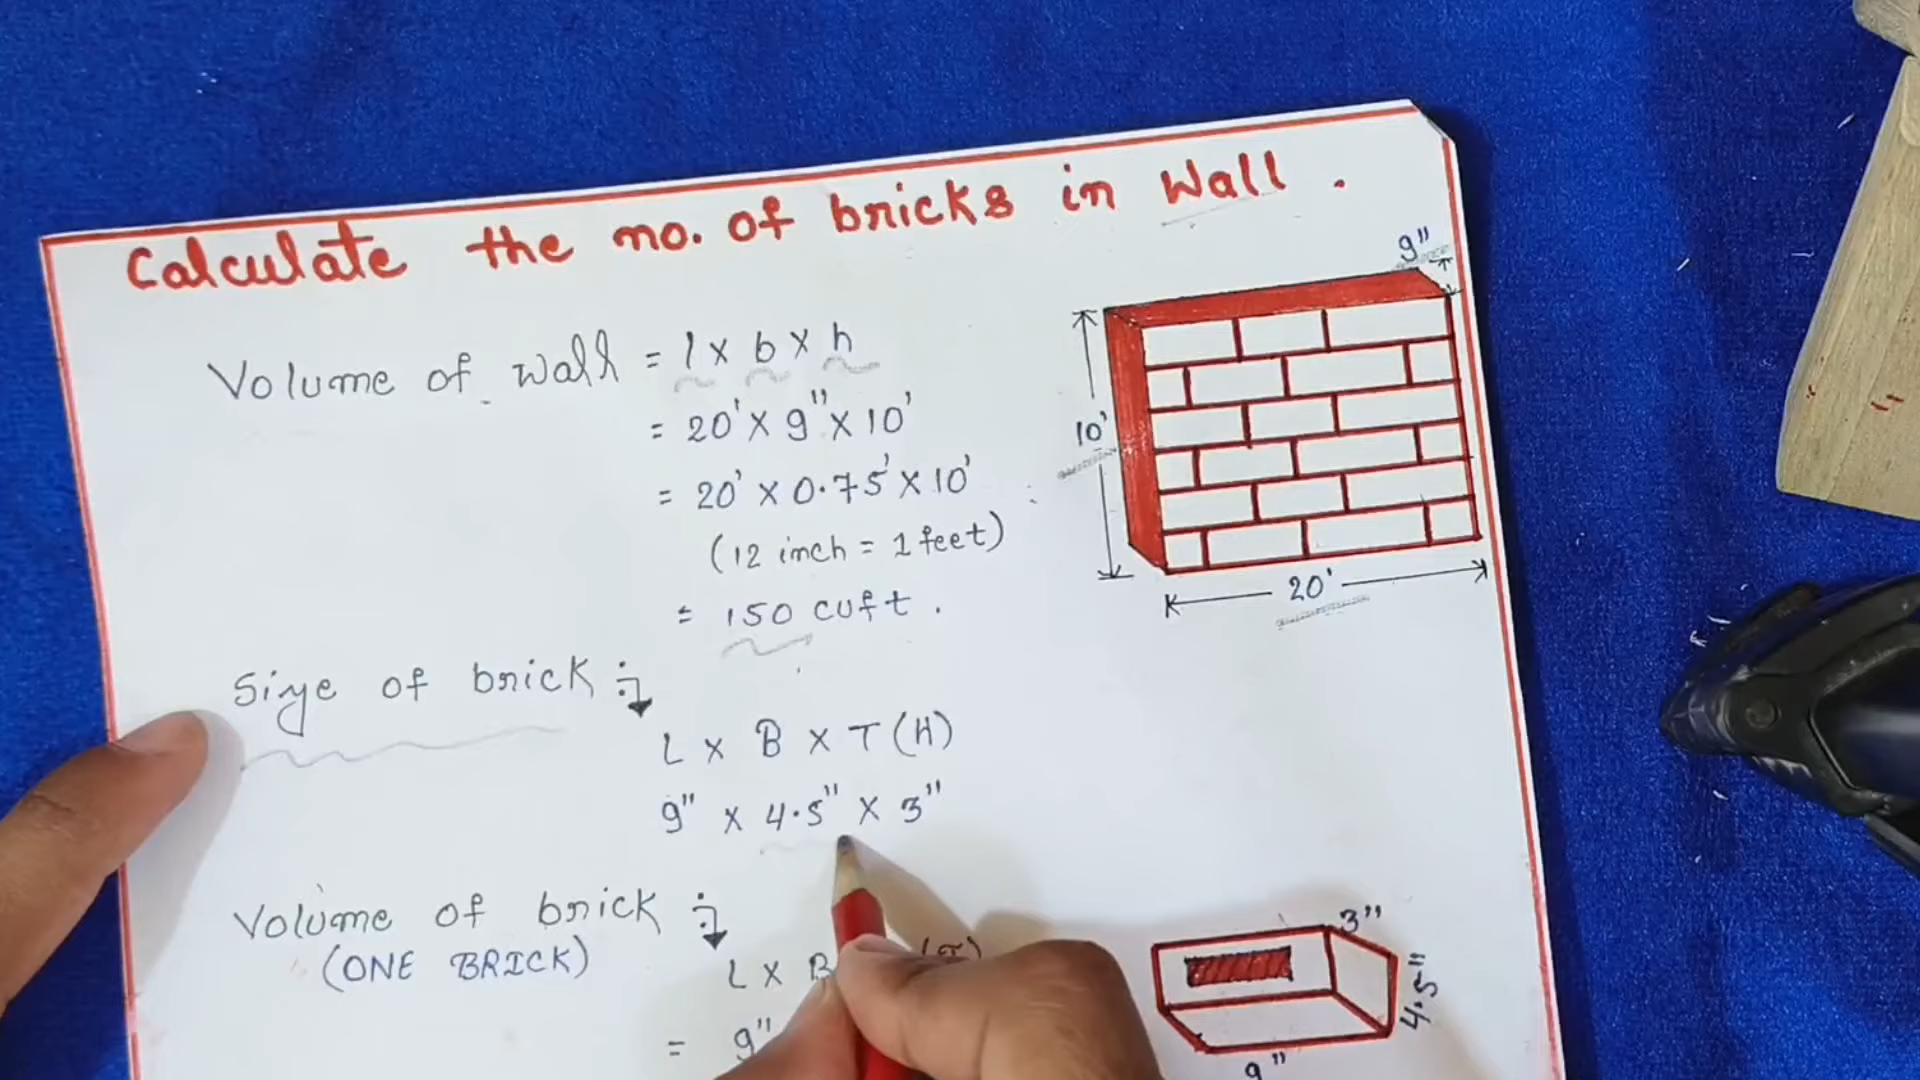 Calculate the no. of bricks in Wall .
Volume of wall = l x b x h
= 20' x 9" x 10'
= 20' x 0.75' x 10'
(12 inch = 1 feet)
= 150 cuft .
Size of brick :
L x B x T (H)
9" x 4.5" x 3"
Volume of brick :
(ONE BRICK)
L x B
= 9"
9"
10'
20'
3"
4.5"
9"